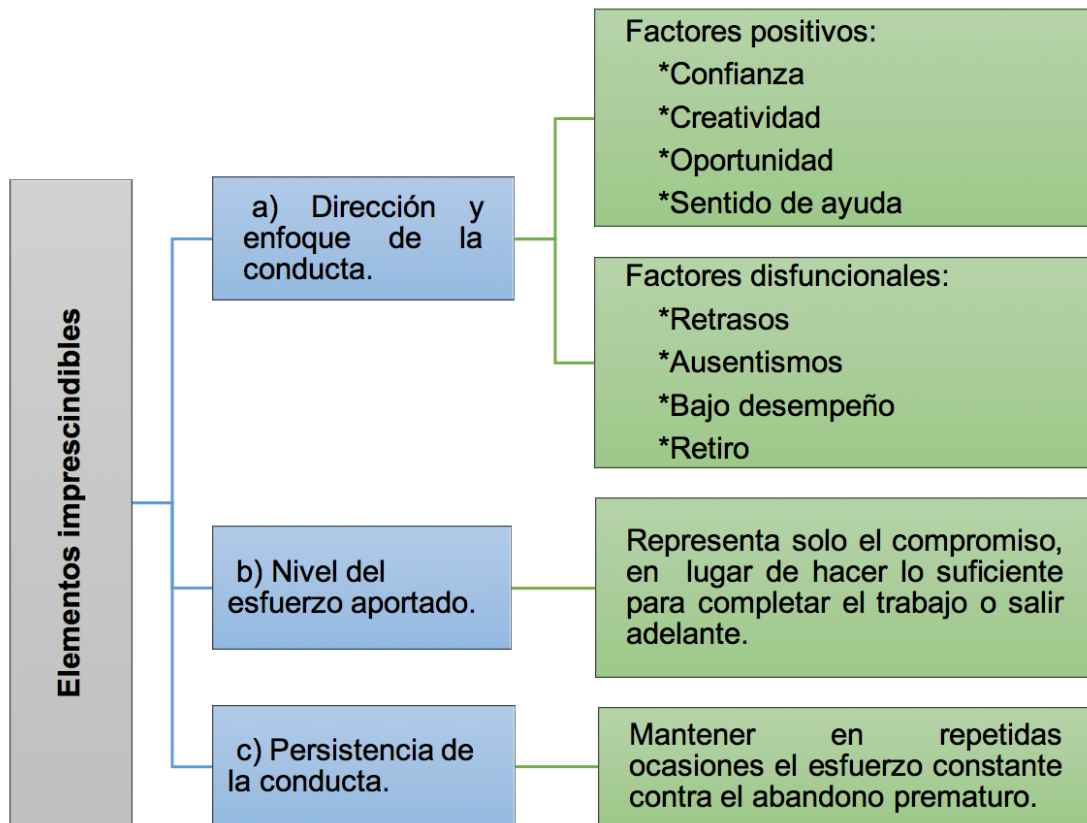 Elementos imprescindibles
a) Dirección y
enfoque de la
conducta.
Factores positivos:
*Confianza
*Creatividad
*Oportunidad
*Sentido de ayuda
Factores disfuncionales:
*Retrasos
*Ausentismos
*Bajo desempeño
*Retiro
b) Nivel del
esfuerzo aportado.
Representa solo el compromiso,
en lugar de hacer lo suficiente
para completar el trabajo o salir
adelante.
c) Persistencia de
la conducta.
Mantener en repetidas
ocasiones el esfuerzo constante
contra el abandono prematuro.